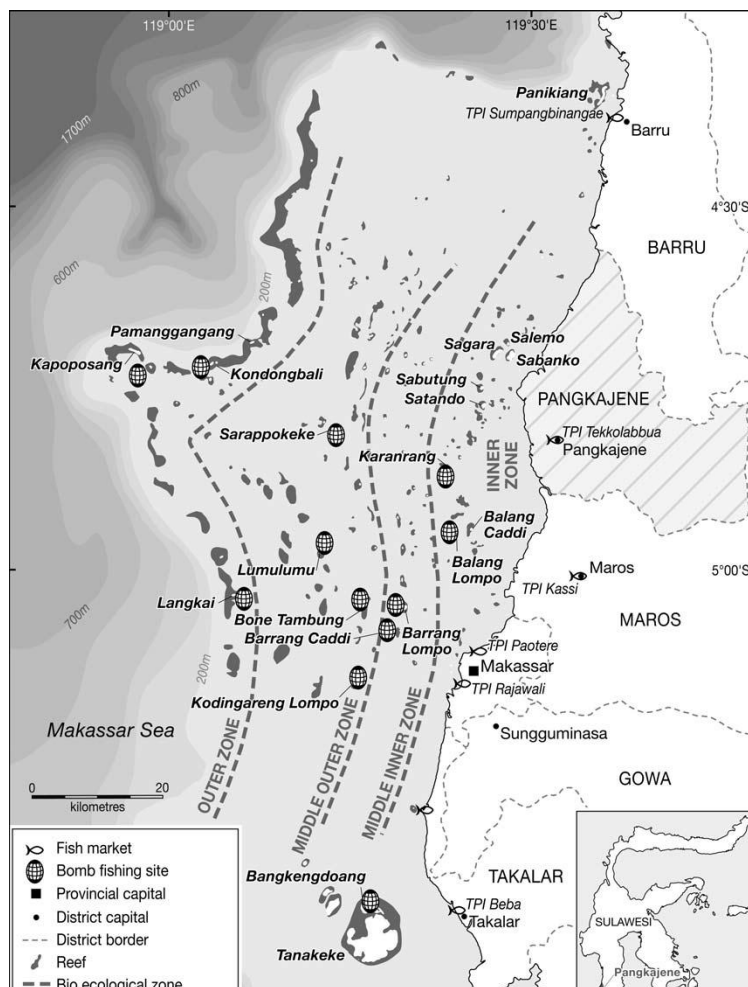 119°00'E
119°30'E
800m
1700m
Panikiang
TPI Sumpangbinangae
Barru
4°30'S
BARRU
600m
200m
Pamanggangang
Kapoposang
Kondongbali
Sagara
Salemo
Sabanko
Sabutung
Satando
PANGKAJENE
Sarappokeke
TPI Tekkolabbua
Pangkajene
Karanrang
INNER
ZONE
Balang
Caddi
Balang
Lompo
Lumulumu
Maros
5°00'S
TPI Kassi
Langkai
Bone Tambung
MAROS
700m
Barrang Caddi
Barrang
Lompo
TPI Paotere
Makassar
200m
TPI Rajawali
Kodingareng Lompo
Makassar Sea
OUTER ZONE
MIDDLE OUTER ZONE
MIDDLE INNER ZONE
Sungguminasa
GOWA
0
20
kilometres
Fish market
Bomb fishing site
Provincial capital
District capital
District border
Reef
Bio ecological zone
Bangkengdoang
TAKALAR
TPI Beba
Takalar
Tanakeke
SULAWESI
Pangkajene